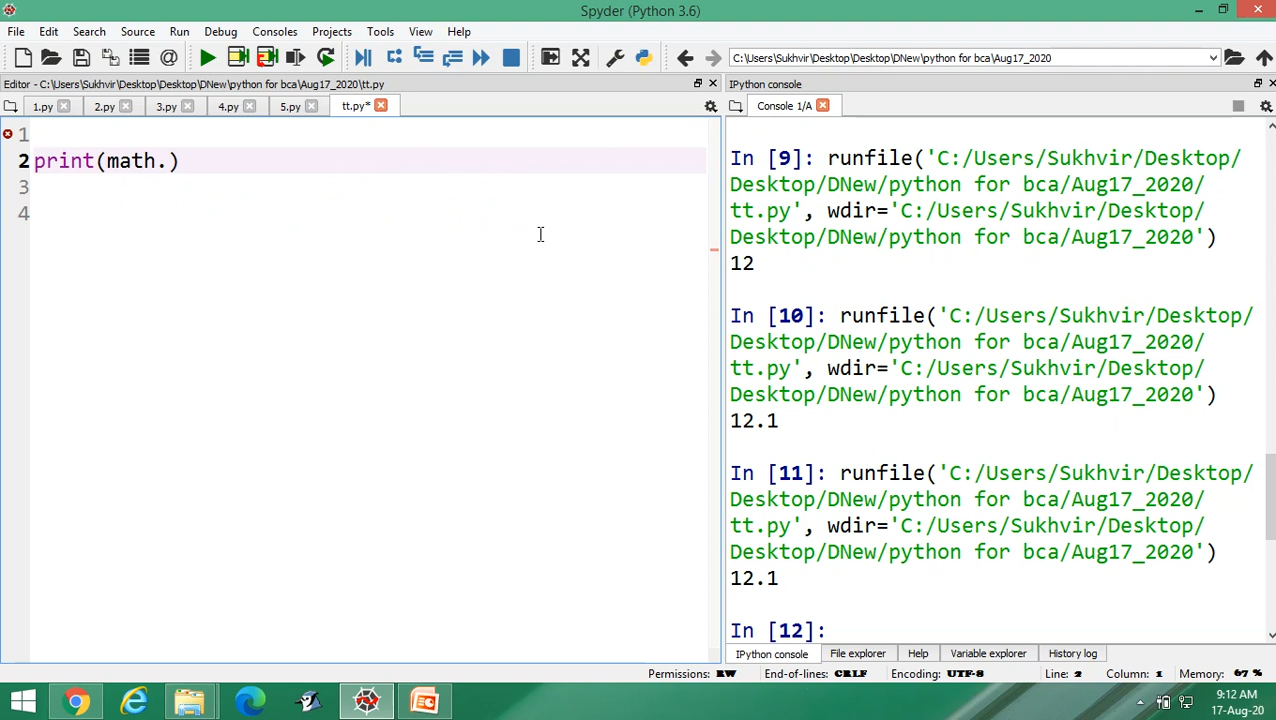 Spyder (Python 3.6)
File Edit Search Source Run Debug Consoles Projects Tools View Help
C:\Users\Sukhvir\Desktop\Desktop\DNew\python for bca\Aug17_2020
Editor - C:\Users\Sukhvir\Desktop\Desktop\DNew\python for bca\Aug17_2020\tt.py
1.py 2.py 3.py 4.py 5.py tt.py*
1
2 print(math.)
3
4
IPython console
Console 1/A
In [9]: runfile('C:/Users/Sukhvir/Desktop/
Desktop/DNew/python for bca/Aug17_2020/
tt.py', wdir='C:/Users/Sukhvir/Desktop/
Desktop/DNew/python for bca/Aug17_2020')
12
In [10]: runfile('C:/Users/Sukhvir/Desktop/
Desktop/DNew/python for bca/Aug17_2020/
tt.py', wdir='C:/Users/Sukhvir/Desktop/
Desktop/DNew/python for bca/Aug17_2020')
12.1
In [11]: runfile('C:/Users/Sukhvir/Desktop/
Desktop/DNew/python for bca/Aug17_2020/
tt.py', wdir='C:/Users/Sukhvir/Desktop/
Desktop/DNew/python for bca/Aug17_2020')
12.1
In [12]:
IPython console File explorer Help Variable explorer History log
Permissions: RW End-of-lines: CRLF Encoding: UTF-8 Line: 2 Column: 1 Memory: 67 %
9:12 AM
17-Aug-20